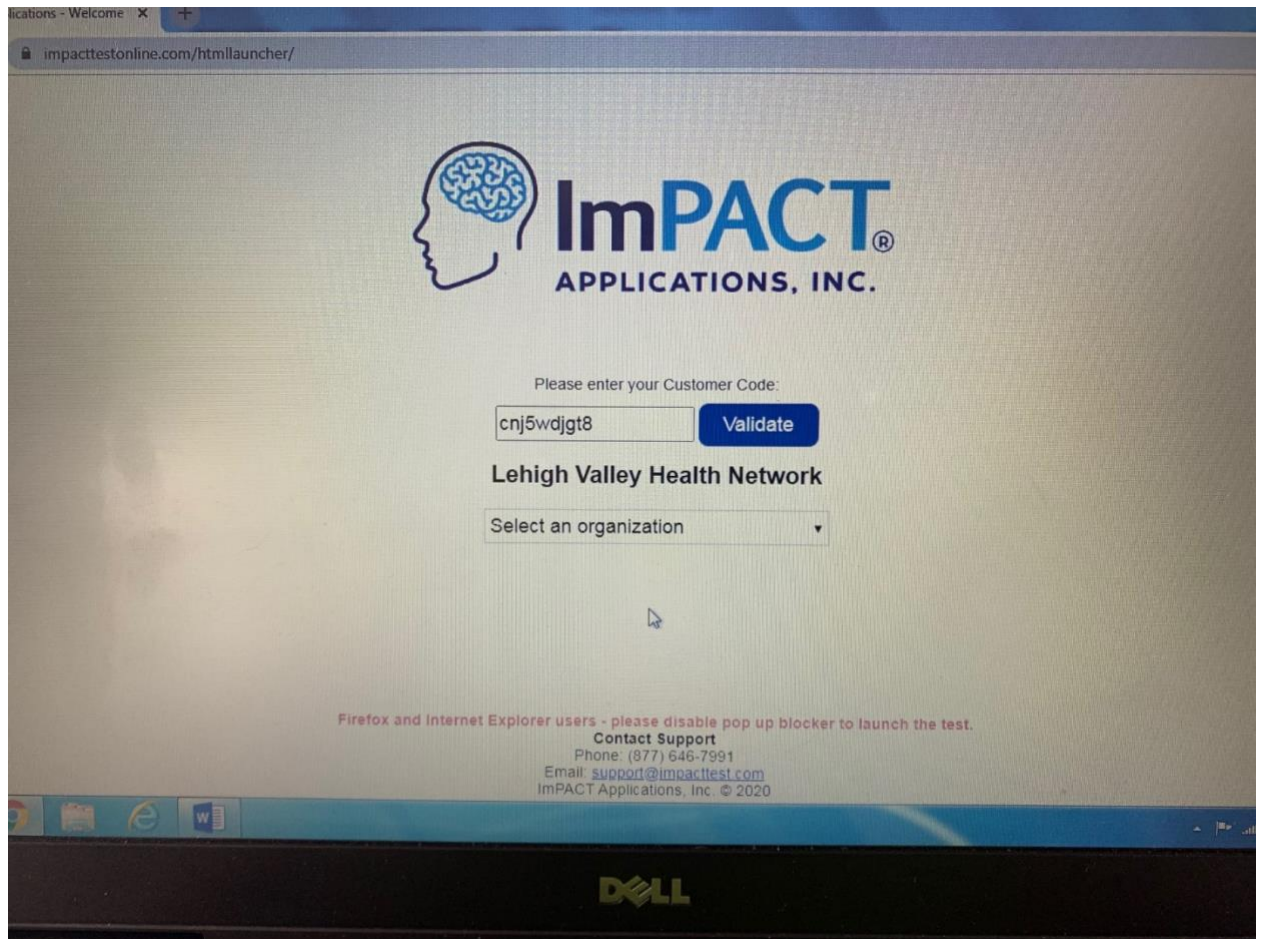 lications - Welcome X +
impacttestonline.com/htmllauncher/
ImPACT®
APPLICATIONS, INC.
Please enter your Customer Code:
cnj5wdjgt8 Validate
Lehigh Valley Health Network
Select an organization
Firefox and Internet Explorer users - please disable pop up blocker to launch the test.
Contact Support
Phone: (877) 646-7991
Email: support@impacttest.com
ImPACT Applications, Inc. © 2020
W
DELL